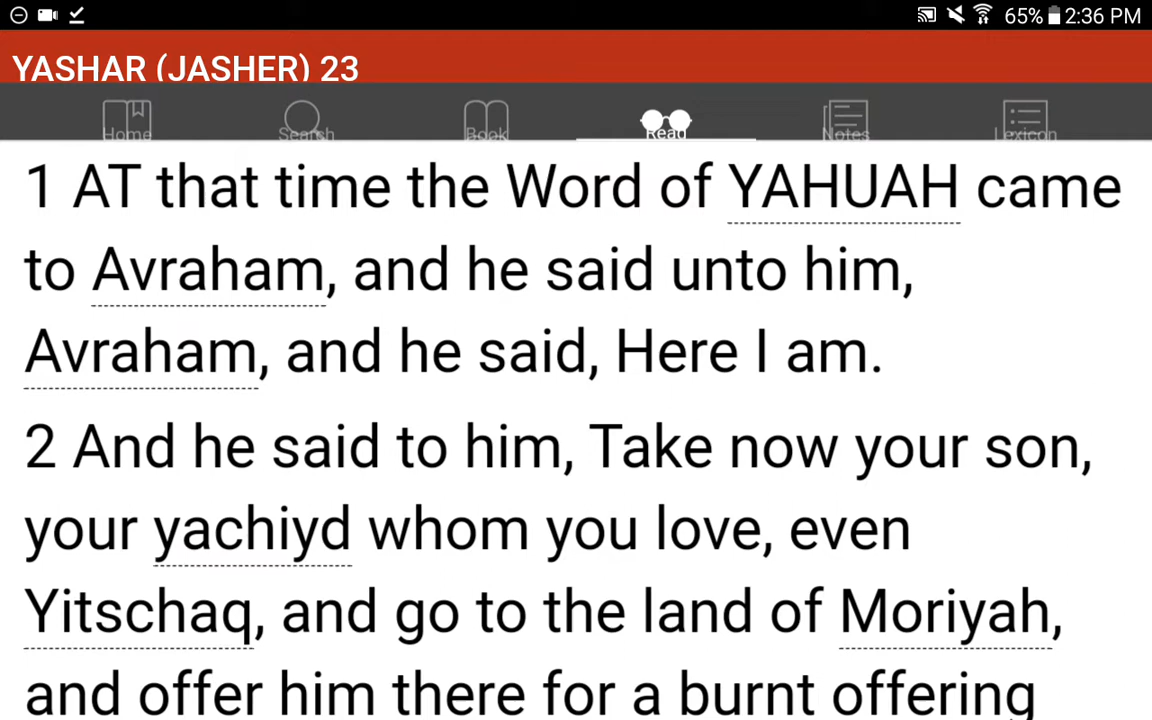 65% 2:36 PM
YASHAR (JASHER) 23
Home Search Book Read Notes Lexicon
1 AT that time the Word of YAHUAH came
to Avraham, and he said unto him,
Avraham, and he said, Here I am.
2 And he said to him, Take now your son,
your yachiyd whom you love, even
Yitschaq, and go to the land of Moriyah,
and offer him there for a burnt offering